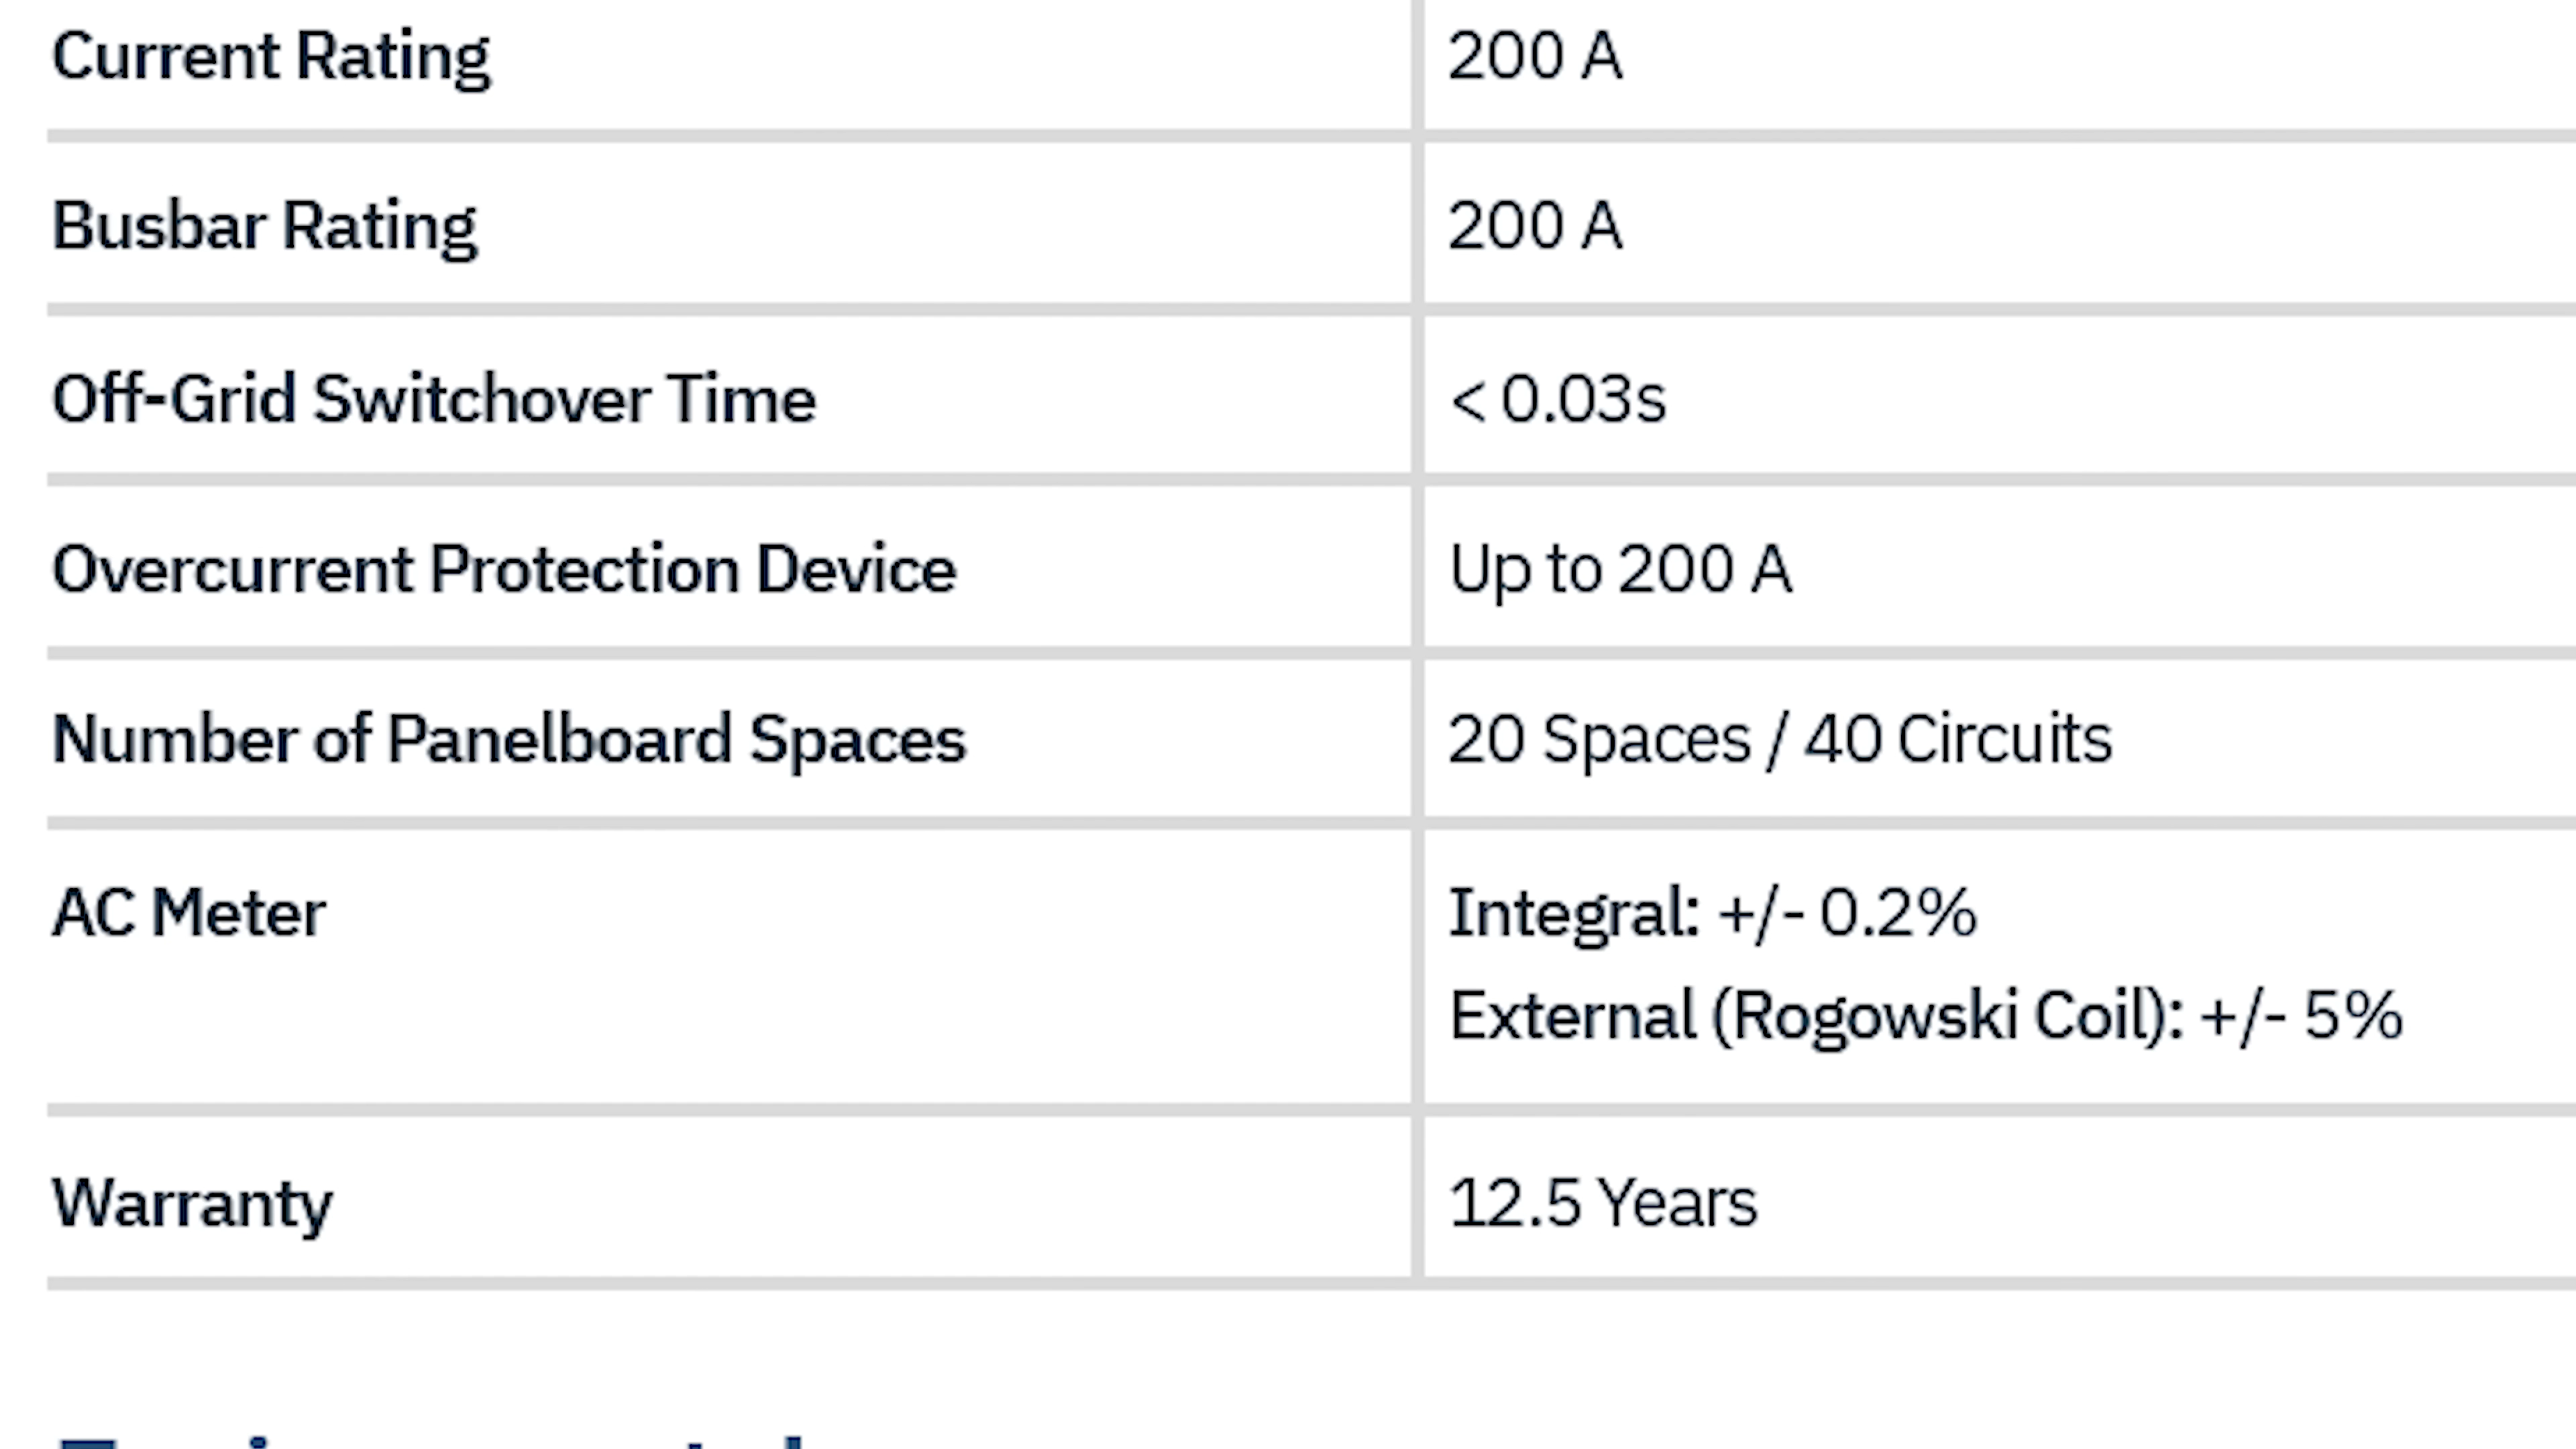 Current Rating 200 A
Busbar Rating 200 A
Off-Grid Switchover Time < 0.03s
Overcurrent Protection Device Up to 200 A
Number of Panelboard Spaces 20 Spaces / 40 Circuits
AC Meter Integral: +/- 0.2%
External (Rogowski Coil): +/- 5%
Warranty 12.5 Years